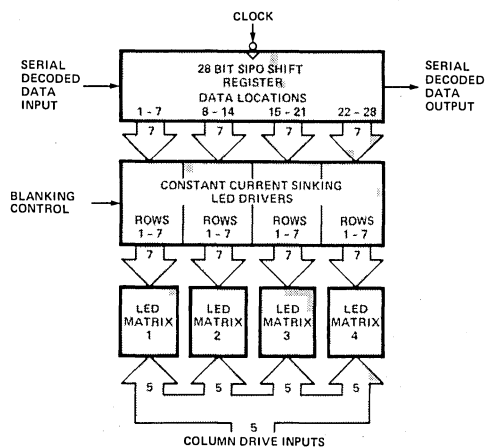 CLOCK
SERIAL
DECODED
DATA
INPUT
28 BIT SIPO SHIFT
REGISTER
DATA LOCATIONS
1 - 7 8 - 14 15 - 21 22 - 28
SERIAL
DECODED
DATA
OUTPUT
7 7 7 7
BLANKING
CONTROL
CONSTANT CURRENT SINKING
LED DRIVERS
ROWS ROWS ROWS ROWS
1 - 7 1 - 7 1 - 7 1 - 7
7 7 7 7
LED LED LED LED
MATRIX MATRIX MATRIX MATRIX
1 2 3 4
5 5 5 5
5
COLUMN DRIVE INPUTS